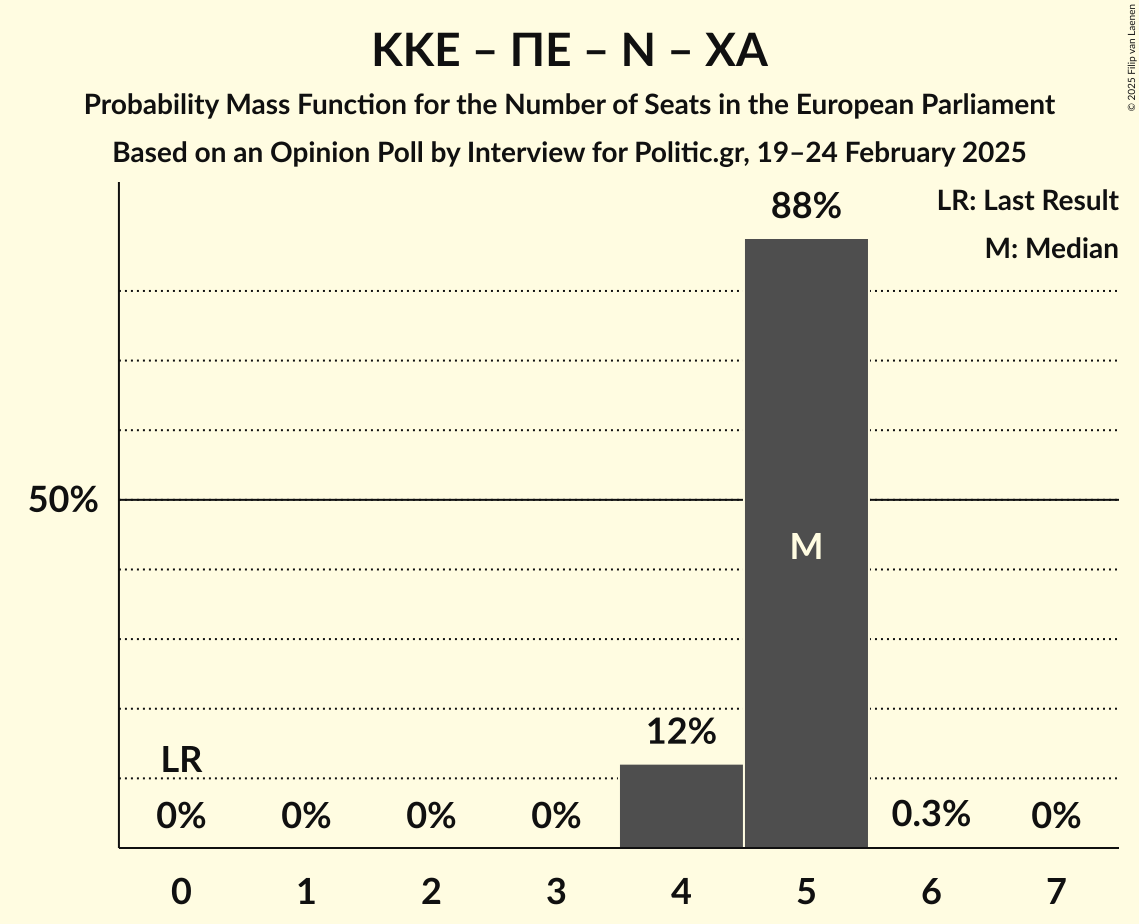 ΚΚΕ – ΠΕ – Ν – ΧΑ
Probability Mass Function for the Number of Seats in the European Parliament
Based on an Opinion Poll by Interview for Politic.gr, 19–24 February 2025
© 2025 Filip van Laenen
LR: Last Result
M: Median
88%
50%
M
12%
LR
0%
0%
0%
0%
0.3%
0%
0 1 2 3 4 5 6 7